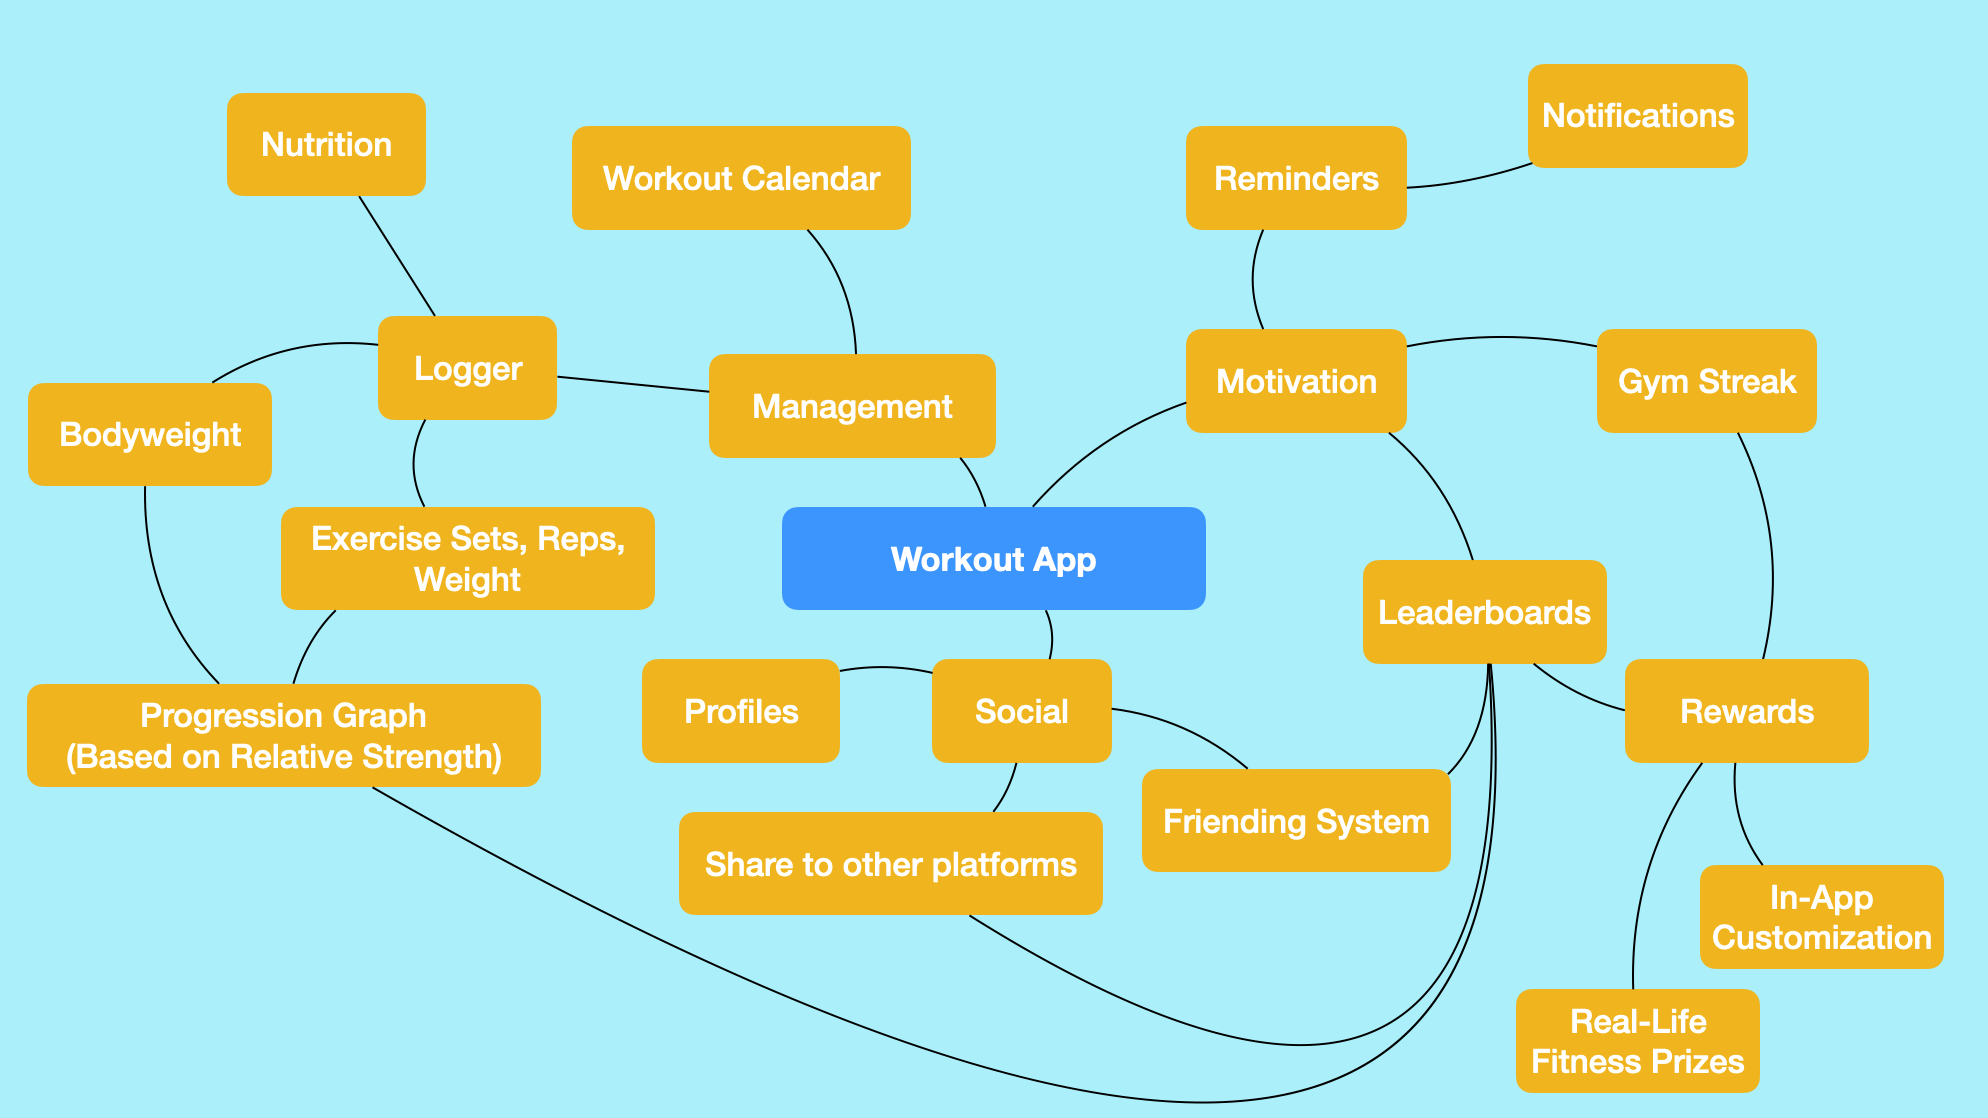 Notifications
Nutrition
Workout Calendar
Reminders
Logger
Management
Motivation
Gym Streak
Bodyweight
Exercise Sets, Reps,
Weight
Workout App
Leaderboards
Progression Graph
(Based on Relative Strength)
Profiles
Social
Rewards
Friending System
Share to other platforms
In-App
Customization
Real-Life
Fitness Prizes